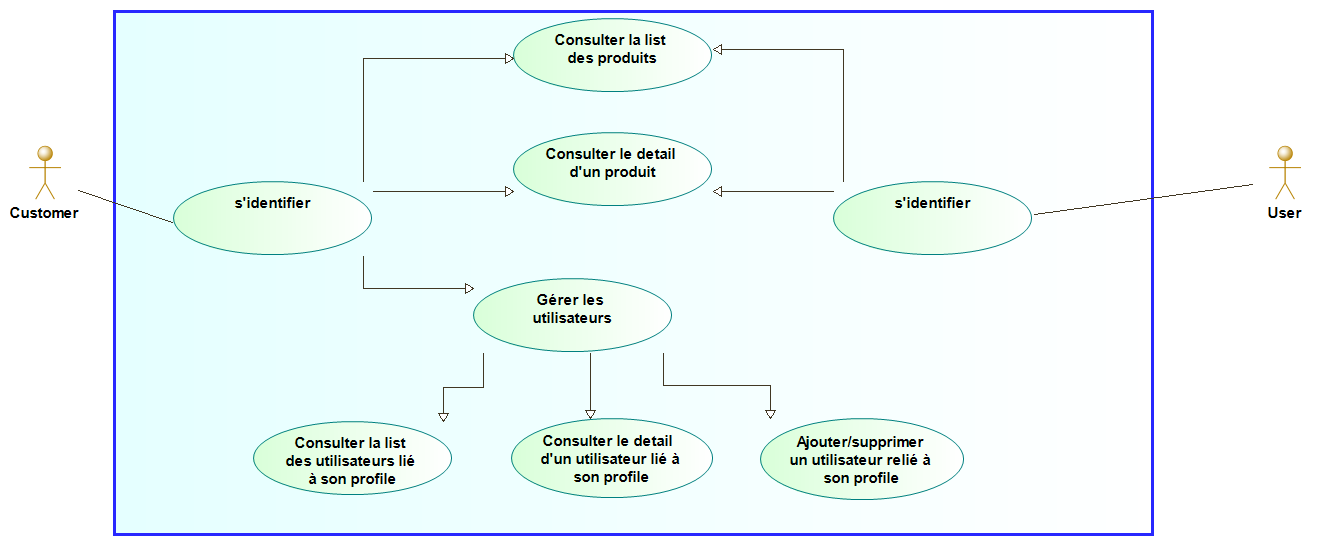 Consulter la list
des produits
Consulter le detail
d'un produit
Customer
s'identifier
s'identifier
User
Gérer les
utilisateurs
Consulter la list
des utilisateurs lié
à son profile
Consulter le detail
d'un utilisateur lié à
son profile
Ajouter/supprimer
un utilisateur relié à
son profile